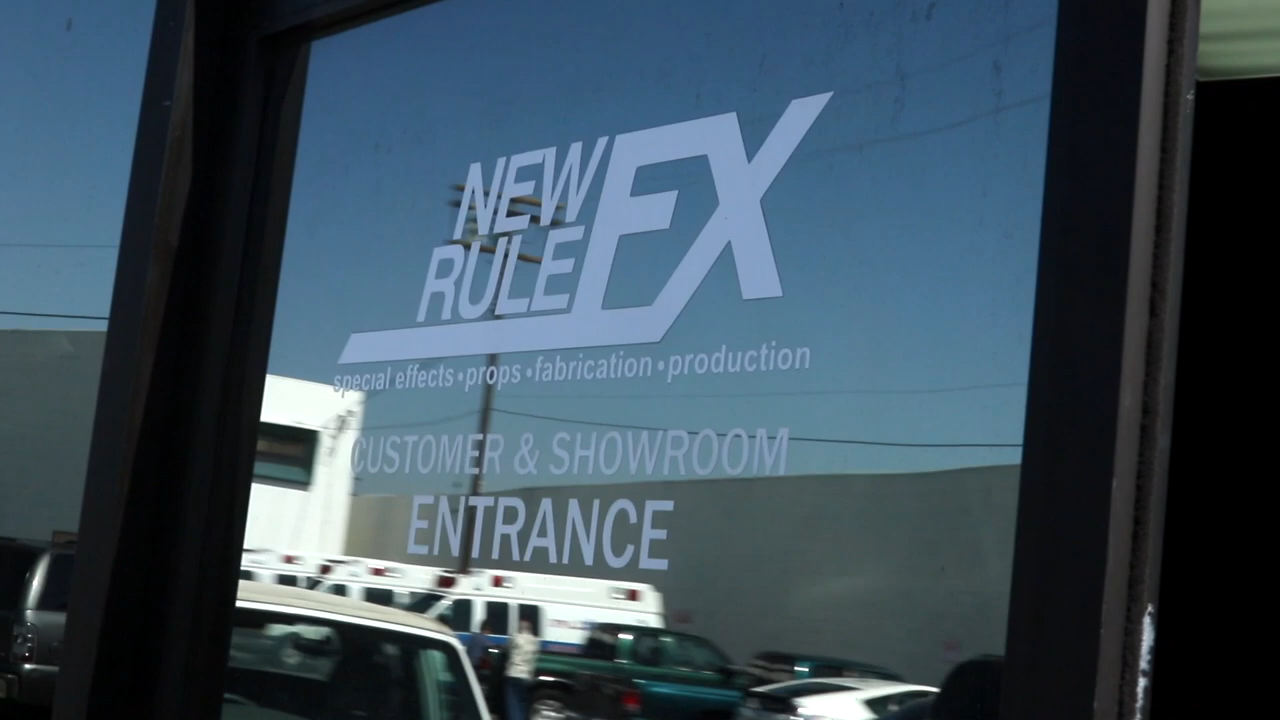 NEW
RULE FX
special effects • props • fabrication • production
CUSTOMER & SHOWROOM
ENTRANCE